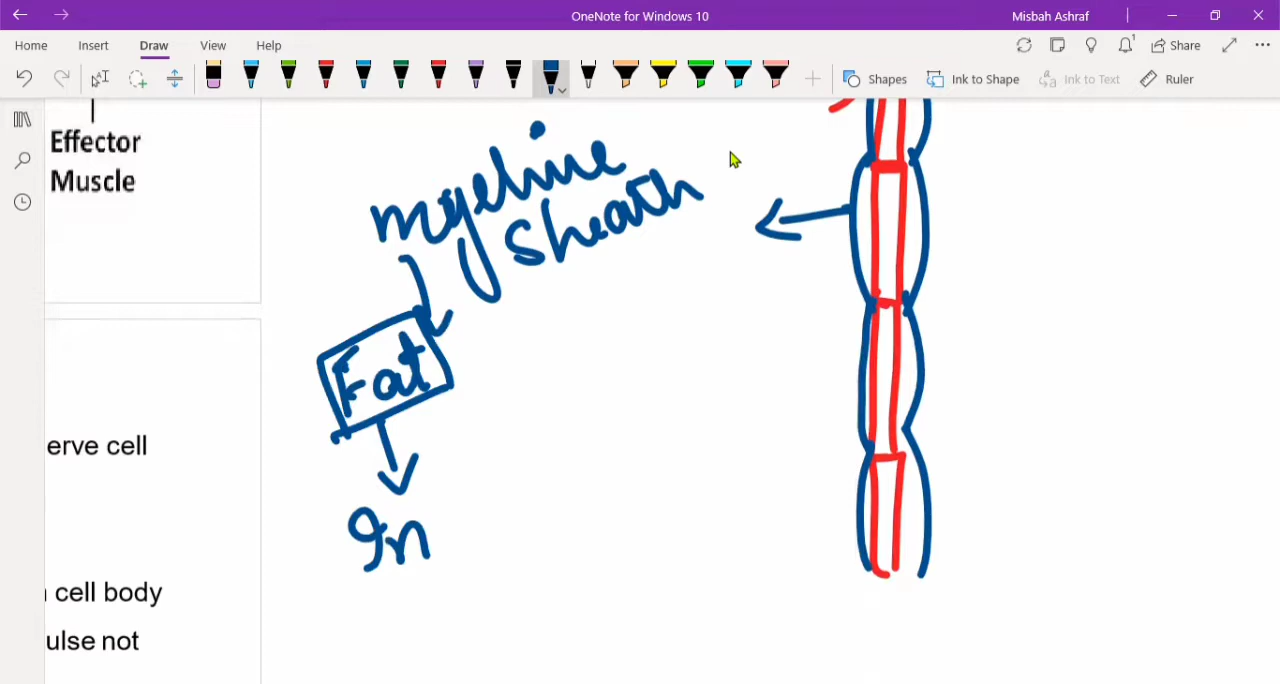 OneNote for Windows 10
Misbah Ashraf
Home Insert Draw View Help
1
Share
Shapes
Ink to Shape
Ink to Text
Ruler
Effector
Muscle
erve cell
cell body
ulse not
myeline
Sheath
Fat
In